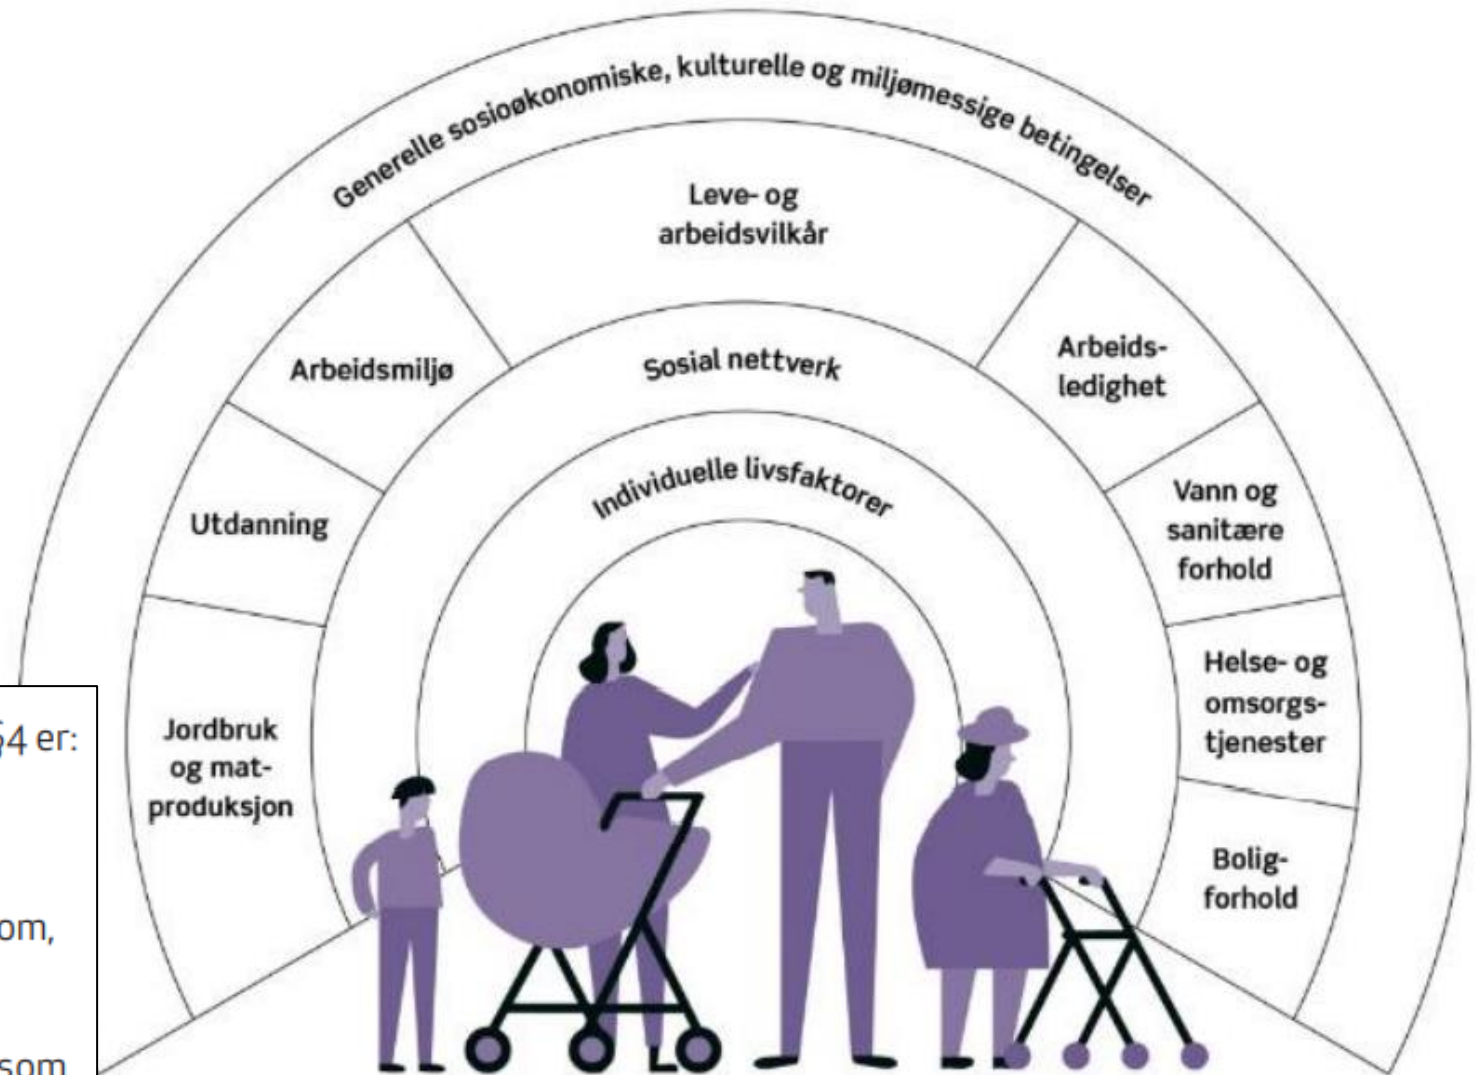 Generelle sosioøkonomiske, kulturelle og miljømessige betingelser
Leve- og
arbeidsvilkår
Arbeidsmiljø
Sosial nettverk
Arbeids-
ledighet
Individuelle livsfaktorer
Utdanning
Vann og
sanitære
forhold
Jordbruk
og mat-
produksjon
Helse- og
omsorgs-
tjenester
Bolig-
forhold
§4 er:
som